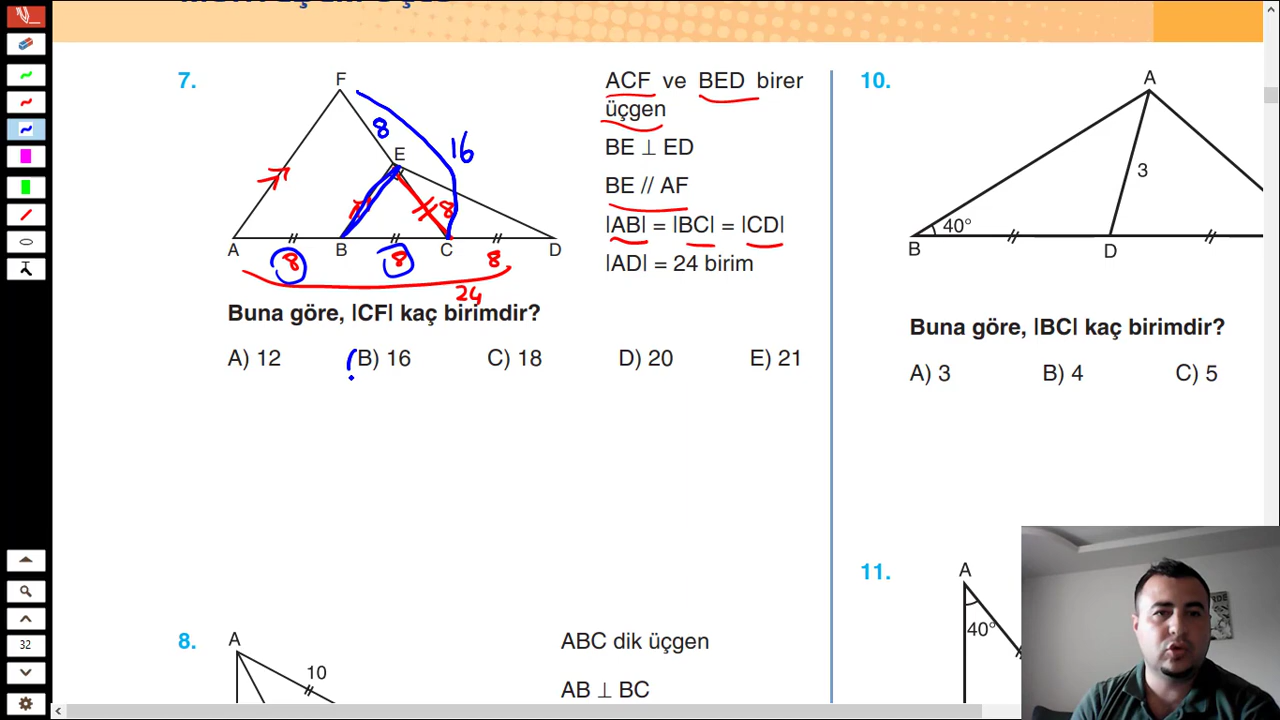 7.
F
8
16
E
8
A
B
C
D
8
8
8
24
ACF ve BED birer
üçgen
BE ⊥ ED
BE // AF
|AB| = |BC| = |CD|
|AD| = 24 birim
Buna göre, |CF| kaç birimdir?
A) 12 B) 16 C) 18 D) 20 E) 21
8.
A
10
ABC dik üçgen
AB ⊥ BC
10.
A
3
40°
B
D
Buna göre, |BC| kaç birimdir?
A) 3 B) 4 C) 5
11.
A
40°
32